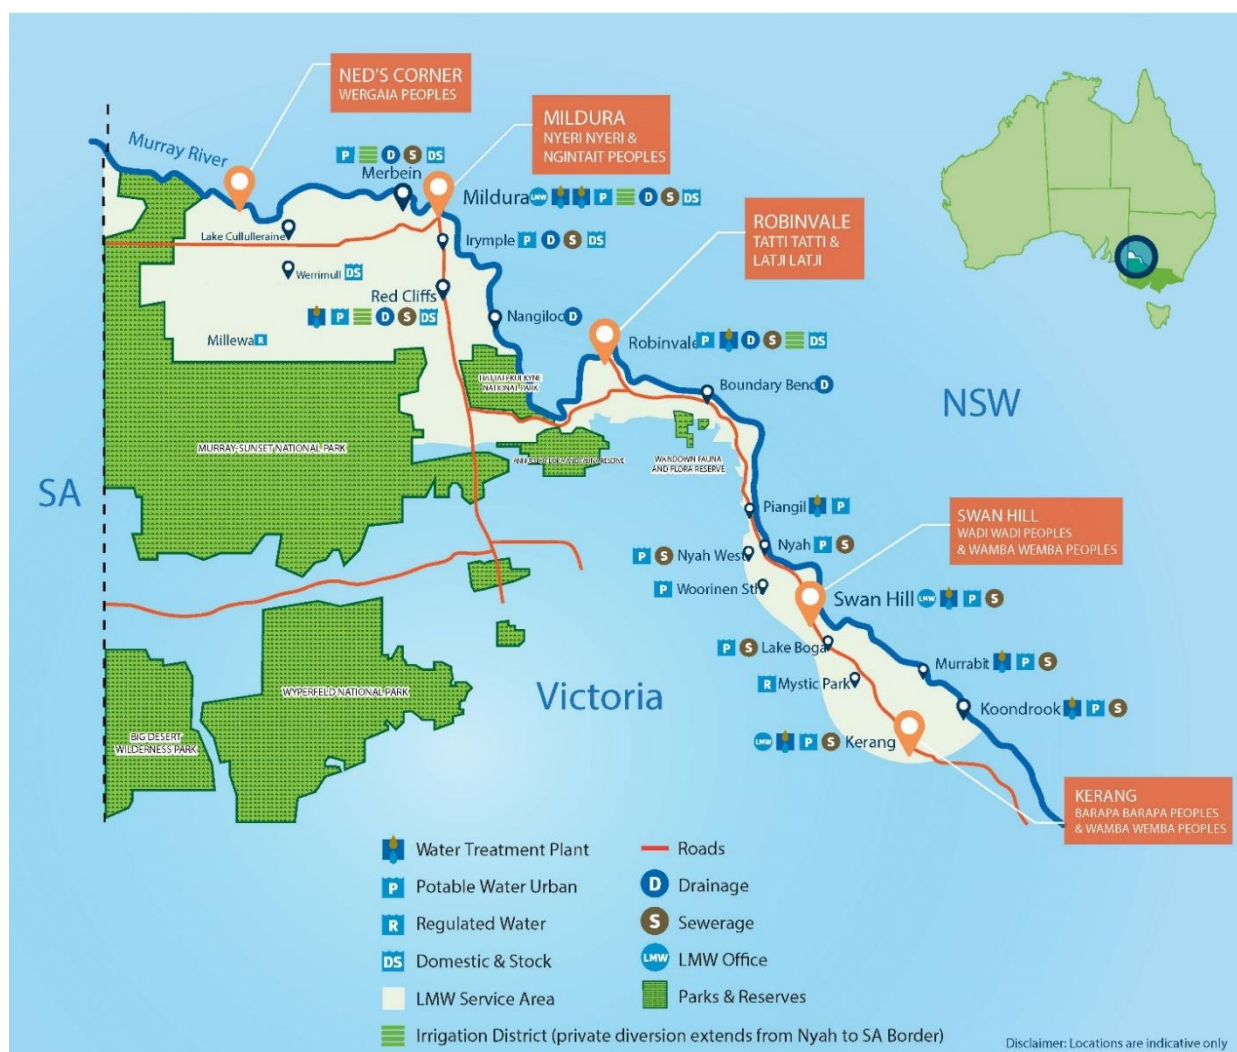 NED'S CORNER
WERGAIA PEOPLES
MILDURA
NYERI NYERI &
NGINTAIT PEOPLES
Murray River
P D S DS
Merbein
Mildura LMW P D S DS
Lake Cullulleraine
Irymple P D S DS
ROBINVALE
TATTI TATTI &
LATJI LATJI
Werrimull DS
Red Cliffs
P D S DS
Nangiloc D
Millewa R
Robinvale P D S DS
NATIONAL PARK
Boundary Bend D
NSW
MURRAY-SUNSET NATIONAL PARK
WANDOWN FAUNA
AND FLORA RESERVE
SA
Piangil P
SWAN HILL
WADI WADI PEOPLES
& WAMBA WEMBA PEOPLES
P S Nyah West
Nyah P S
P Woorinen Sth
Swan Hill LMW P S
P S Lake Boga
Murrabit P S
R Mystic Park
WYPERFELD NATIONAL PARK
Victoria
Koondrook P S
BIG DESERT
WILDERNESS PARK
LMW P S Kerang
KERANG
BARAPA BARAPA PEOPLES
& WAMBA WEMBA PEOPLES
Water Treatment Plant
P Potable Water Urban
R Regulated Water
DS Domestic & Stock
LMW Service Area
Irrigation District (private diversion extends from Nyah to SA Border)
Roads
D Drainage
S Sewerage
LMW LMW Office
Parks & Reserves
Disclaimer: Locations are indicative only